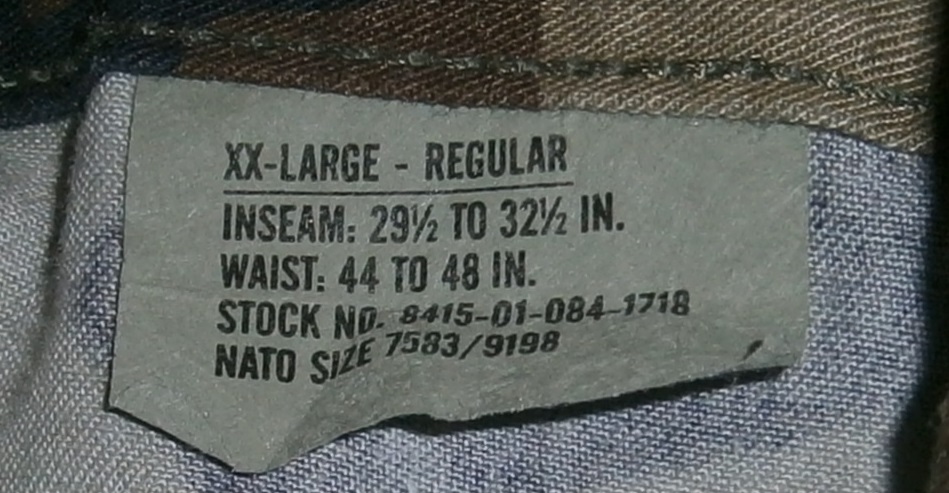 XX-LARGE - REGULAR
INSEAM: 29½ TO 32½ IN.
WAIST: 44 TO 48 IN.
STOCK NO. 8415-01-084-1718
NATO SIZE 7583/9198